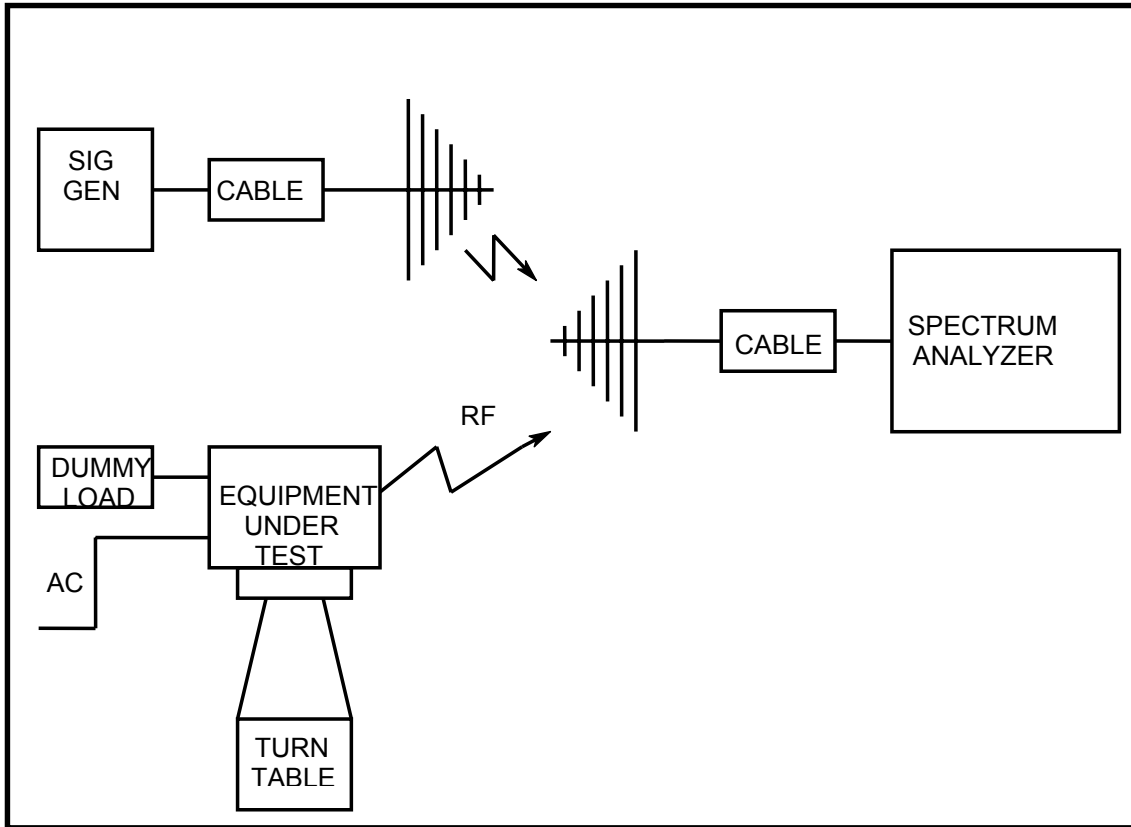 SIG
GEN
CABLE
CABLE
SPECTRUM
ANALYZER
RF
DUMMY
LOAD
EQUIPMENT
UNDER
TEST
AC
TURN
TABLE